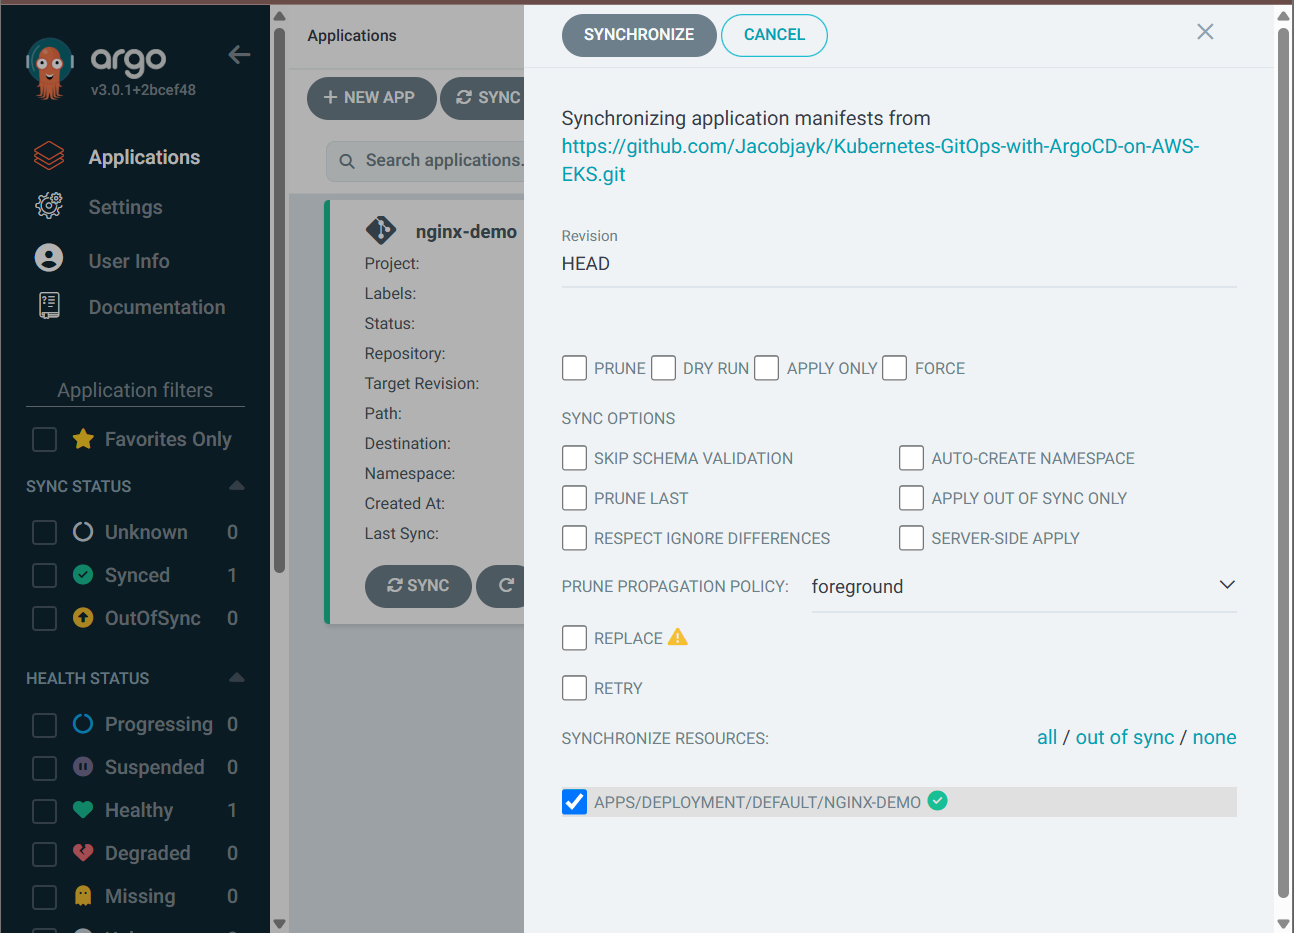 argo
v3.0.1+2bcef48
Applications
Settings
User Info
Documentation
Application filters
Favorites Only
SYNC STATUS
Unknown 0
Synced 1
OutOfSync 0
HEALTH STATUS
Progressing 0
Suspended 0
Healthy 1
Degraded 0
Missing 0
Applications
+ NEW APP
SYNC
Search applications.
nginx-demo
Project:
Labels:
Status:
Repository:
Target Revision:
Path:
Destination:
Namespace:
Created At:
Last Sync:
SYNC
SYNCHRONIZE CANCEL
Synchronizing application manifests from
https://github.com/Jacobjayk/Kubernetes-GitOps-with-ArgoCD-on-AWS-
EKS.git
Revision
HEAD
PRUNE DRY RUN APPLY ONLY FORCE
SYNC OPTIONS
SKIP SCHEMA VALIDATION AUTO-CREATE NAMESPACE
PRUNE LAST APPLY OUT OF SYNC ONLY
RESPECT IGNORE DIFFERENCES SERVER-SIDE APPLY
PRUNE PROPAGATION POLICY: foreground
REPLACE
RETRY
SYNCHRONIZE RESOURCES: all / out of sync / none
APPS/DEPLOYMENT/DEFAULT/NGINX-DEMO